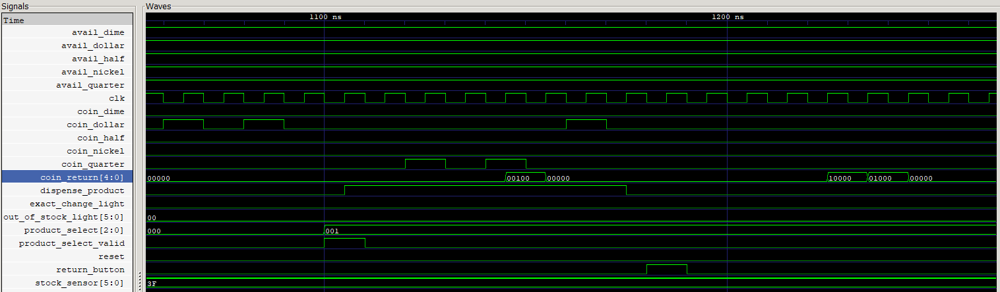 Signals Waves
Time 1100 ns 1200 ns
avail_dime
avail_dollar
avail_half
avail_nickel
avail_quarter
clk
coin_dime
coin_dollar
coin_half
coin_nickel
coin_quarter
coin_return[4:0] 00000 00100 00000 10000 01000 00000
dispense_product
exact_change_light
out_of_stock_light[5:0] 00
product_select[2:0] 000 001
product_select_valid
reset
return_button
stock_sensor[5:0] 3F